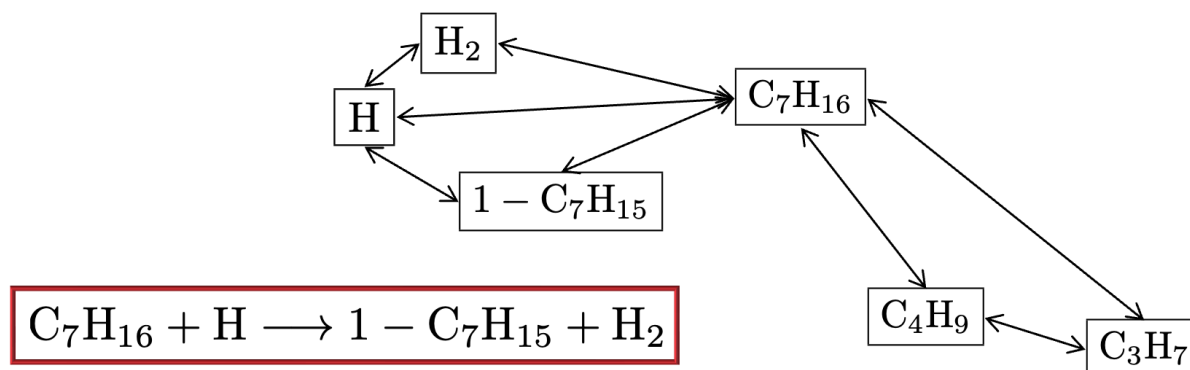 H₂
C₇H₁₆
H
1 − C₇H₁₅
C₄H₉
C₃H₇
C₇H₁₆ + H ⟶ 1 − C₇H₁₅ + H₂